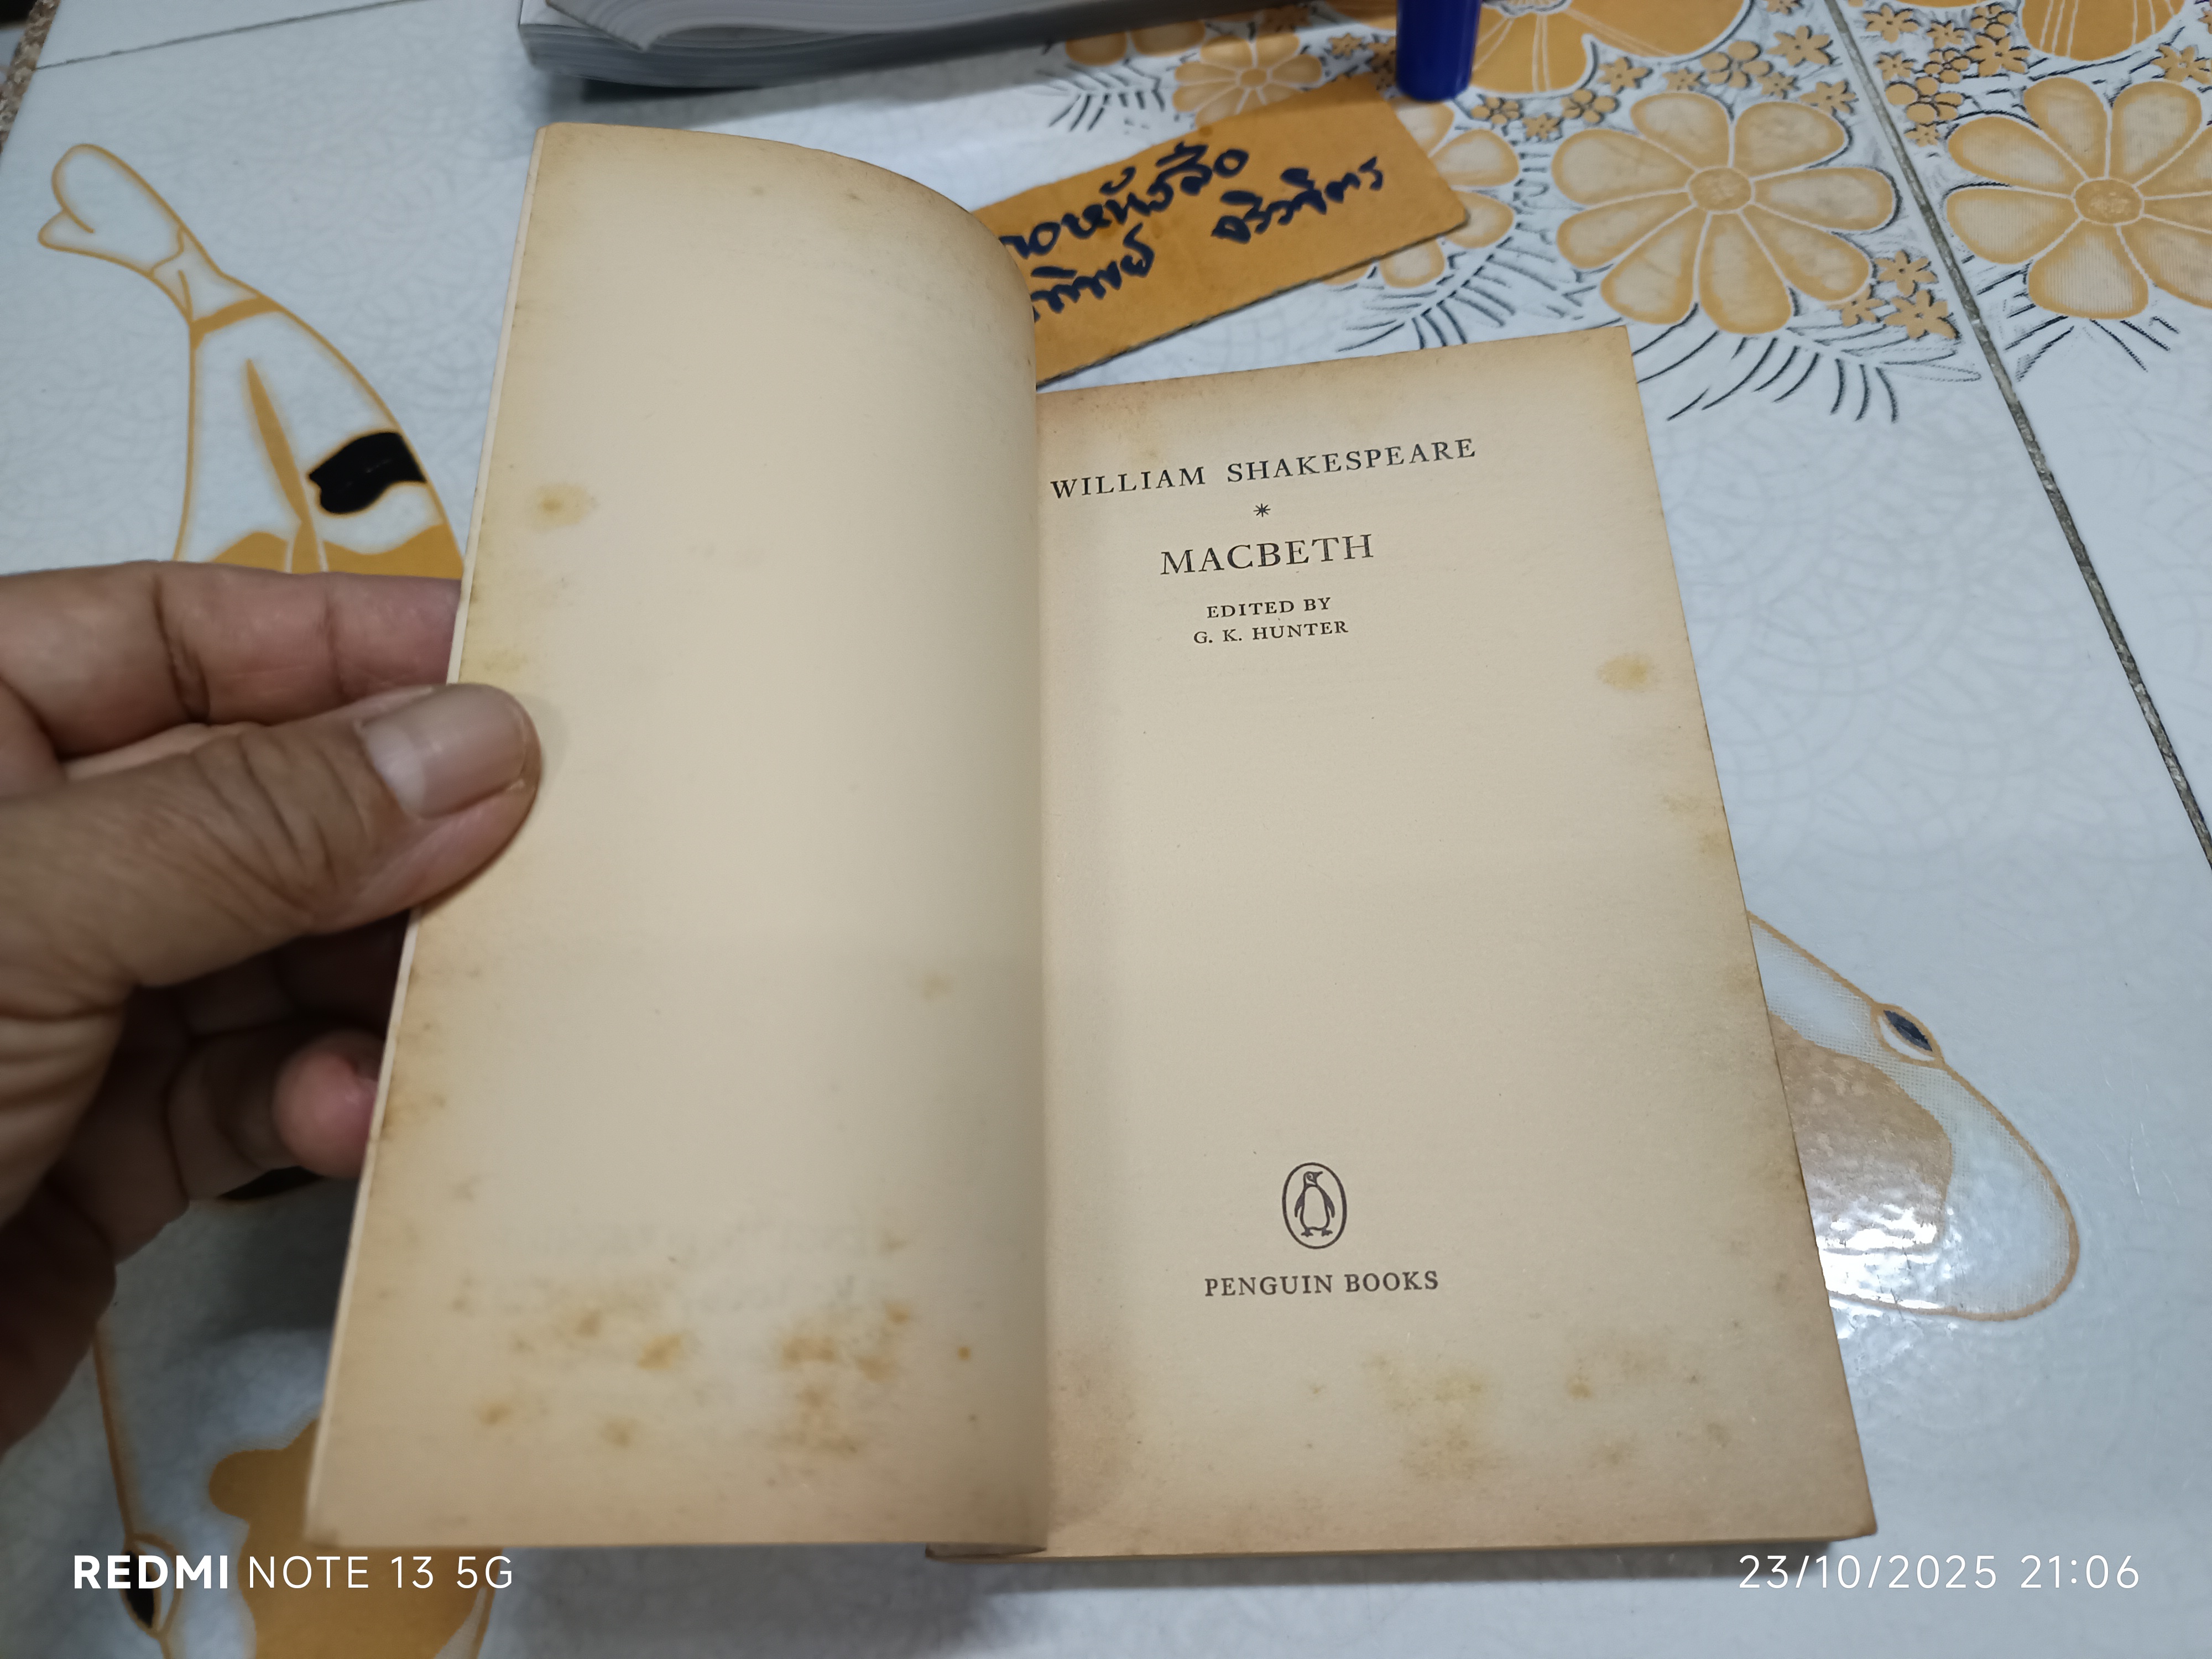 WILLIAM SHAKESPEARE
*
MACBETH
EDITED BY
G. K. HUNTER
PENGUIN BOOKS
REDMI NOTE 13 5G
23/10/2025 21:06